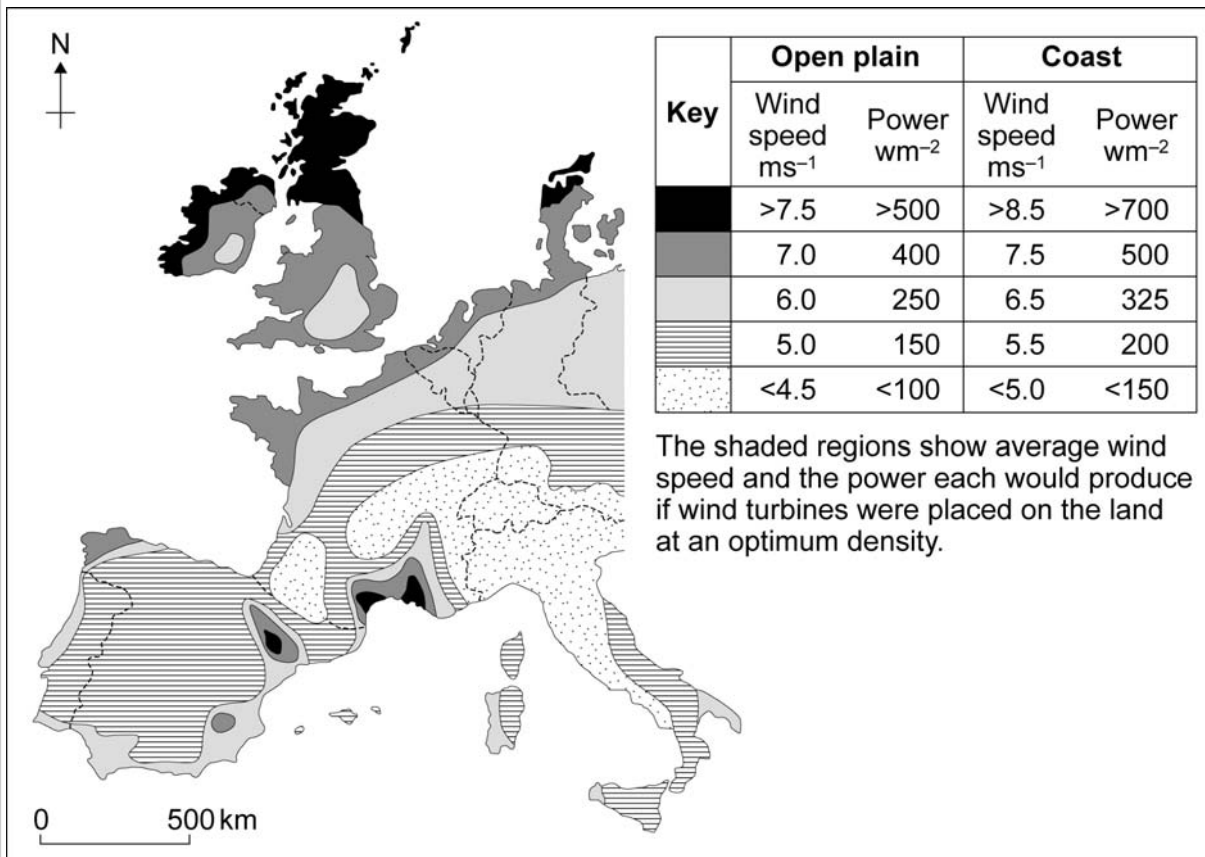 N
Key
Open plain
Coast
Wind speed ms⁻¹
Power wm⁻²
Wind speed ms⁻¹
Power wm⁻²
>7.5 >500 >8.5 >700
7.0 400 7.5 500
6.0 250 6.5 325
5.0 150 5.5 200
<4.5 <100 <5.0 <150
The shaded regions show average wind
speed and the power each would produce
if wind turbines were placed on the land
at an optimum density.
0 500 km